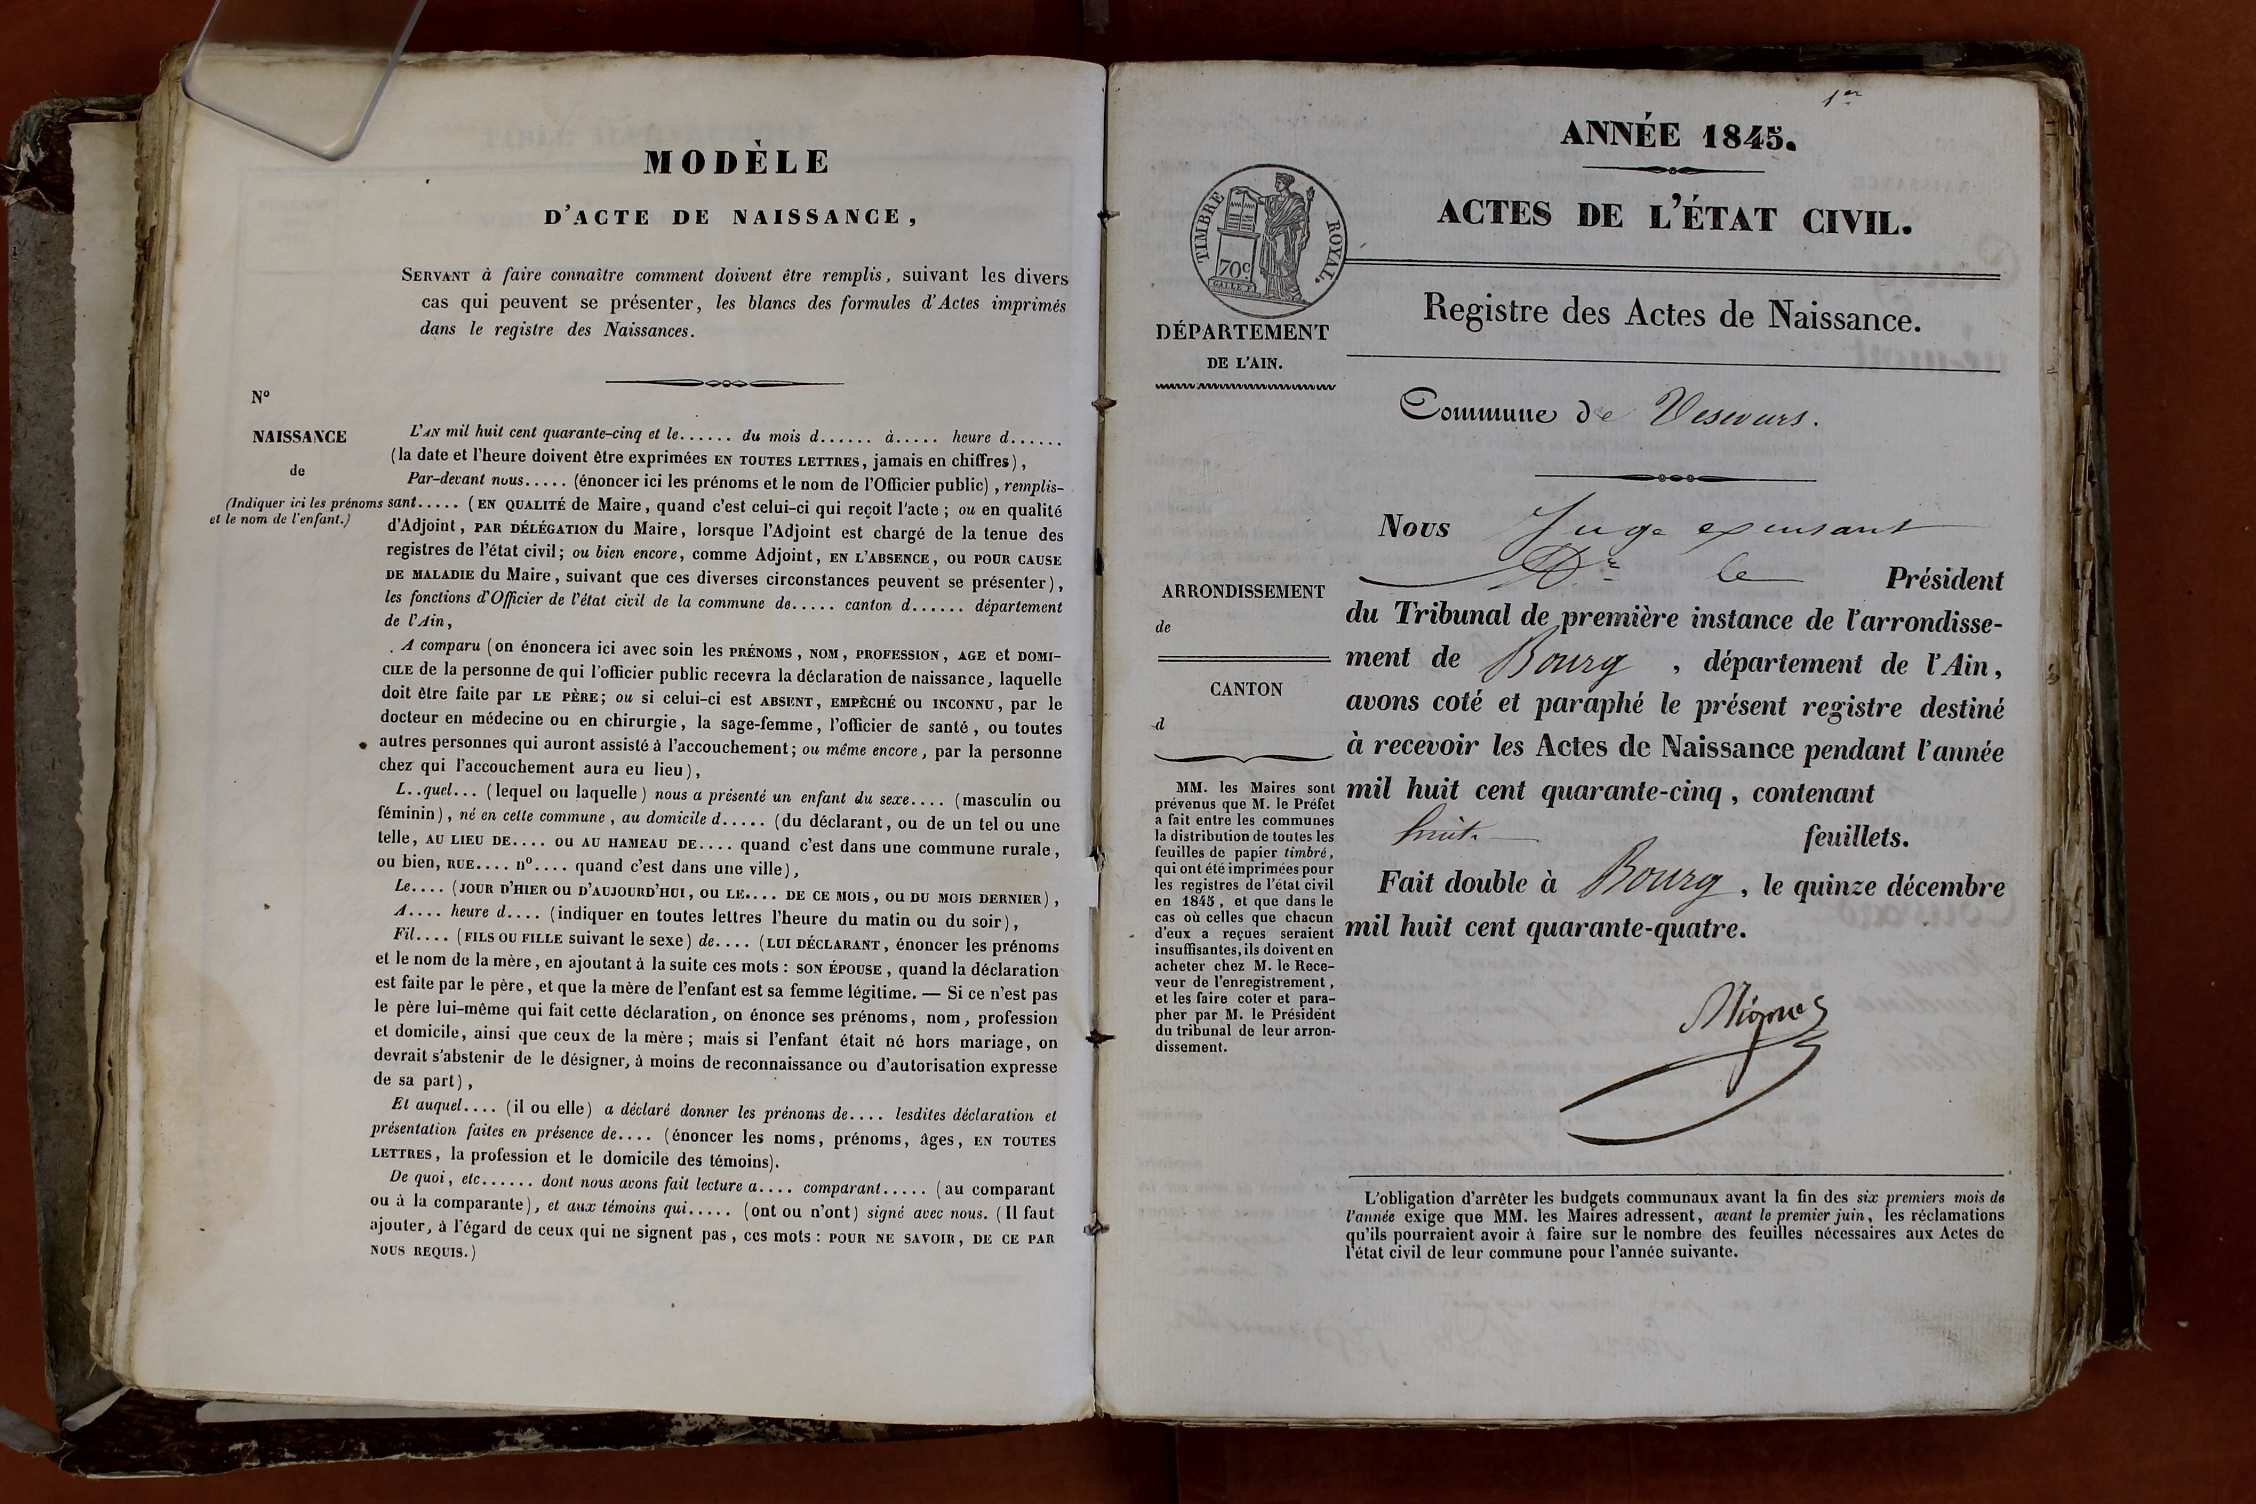 MODÈLE
D'ACTE DE NAISSANCE,
SERVANT à faire connaître comment doivent être remplis, suivant les divers
cas qui peuvent se présenter, les blancs des formules d'Actes imprimés
dans le registre des Naissances.
Nº
NAISSANCE
de
(Indiquer ici les prénoms
et le nom de l'enfant.)
L'AN mil huit cent quarante-cinq et le...... du mois d...... à..... heure d......
(la date et l'heure doivent être exprimées EN TOUTES LETTRES, jamais en chiffres),
Par-devant nous..... (énoncer ici les prénoms et le nom de l'Officier public), remplis-
sant..... (EN QUALITÉ de Maire, quand c'est celui-ci qui reçoit l'acte; ou en qualité
d'Adjoint, PAR DÉLÉGATION du Maire, lorsque l'Adjoint est chargé de la tenue des
registres de l'état civil; ou bien encore, comme Adjoint, EN L'ABSENCE, OU POUR CAUSE
DE MALADIE du Maire, suivant que ces diverses circonstances peuvent se présenter),
les fonctions d'Officier de l'état civil de la commune de..... canton d...... département
de l'Ain,
A comparu (on énoncera ici avec soin les PRÉNOMS, NOM, PROFESSION, AGE et DOMI-
CILE de la personne de qui l'officier public recevra la déclaration de naissance, laquelle
doit être faite par LE PÈRE; ou si celui-ci est ABSENT, EMPÊCHÉ OU INCONNU, par le
docteur en médecine ou en chirurgie, la sage-femme, l'officier de santé, ou toutes
autres personnes qui auront assisté à l'accouchement; ou même encore, par la personne
chez qui l'accouchement aura eu lieu),
L..quel... (lequel ou laquelle) nous a présenté un enfant du sexe.... (masculin ou
féminin), né en cette commune, au domicile d..... (du déclarant, ou de un tel ou une
telle, AU LIEU DE.... OU AU HAMEAU DE.... quand c'est dans une commune rurale,
ou bien, RUE.... nº.... quand c'est dans une ville),
Le.... (JOUR D'HIER OU D'AUJOURD'HUI, OU LE.... DE CE MOIS, OU DU MOIS DERNIER),
A.... heure d.... (indiquer en toutes lettres l'heure du matin ou du soir),
Fil.... (FILS OU FILLE suivant le sexe) de.... (LUI DÉCLARANT, énoncer les prénoms
et le nom de la mère, en ajoutant à la suite ces mots : SON ÉPOUSE, quand la déclaration
est faite par le père, et que la mère de l'enfant est sa femme légitime. — Si ce n'est pas
le père lui-même qui fait cette déclaration, on énonce ses prénoms, nom, profession
et domicile, ainsi que ceux de la mère; mais si l'enfant était né hors mariage, on
devrait s'abstenir de le désigner, à moins de reconnaissance ou d'autorisation expresse
de sa part),
Et auquel.... (il ou elle) a déclaré donner les prénoms de.... lesdites déclaration et
présentation faites en présence de.... (énoncer les noms, prénoms, âges, EN TOUTES
LETTRES, la profession et le domicile des témoins).
De quoi, etc...... dont nous avons fait lecture a.... comparant..... (au comparant
ou à la comparante), et aux témoins qui..... (ont ou n'ont) signé avec nous. (Il faut
ajouter, à l'égard de ceux qui ne signent pas, ces mots : POUR NE SAVOIR, DE CE PAR
NOUS REQUIS.)
1er
ANNÉE 1845.
ACTES DE L'ÉTAT CIVIL.
TIMBRE ROYAL.
70c
GALLE F.
DÉPARTEMENT
DE L'AIN.
Registre des Actes de Naissance.
Commune de Vescours.
ARRONDISSEMENT
de
CANTON
d
MM. les Maires sont
prévenus que M. le Préfet
a fait entre les communes
la distribution de toutes les
feuilles de papier timbré,
qui ont été imprimées pour
les registres de l'état civil
en 1845, et que dans le
cas où celles que chacun
d'eux a reçues seraient
insuffisantes, ils doivent en
acheter chez M. le Rece-
veur de l'enregistrement,
et les faire coter et para-
pher par M. le Président
du tribunal de leur arron-
dissement.
Nous Juge exerçant
pr le Président
du Tribunal de première instance de l'arrondisse-
ment de Bourg, département de l'Ain,
avons coté et paraphé le présent registre destiné
à recevoir les Actes de Naissance pendant l'année
mil huit cent quarante-cinq, contenant
huit feuillets.
Fait double à Bourg, le quinze décembre
mil huit cent quarante-quatre.
L'obligation d'arrêter les budgets communaux avant la fin des six premiers mois de
l'année exige que MM. les Maires adressent, avant le premier juin, les réclamations
qu'ils pourraient avoir à faire sur le nombre des feuilles nécessaires aux Actes de
l'état civil de leur commune pour l'année suivante.